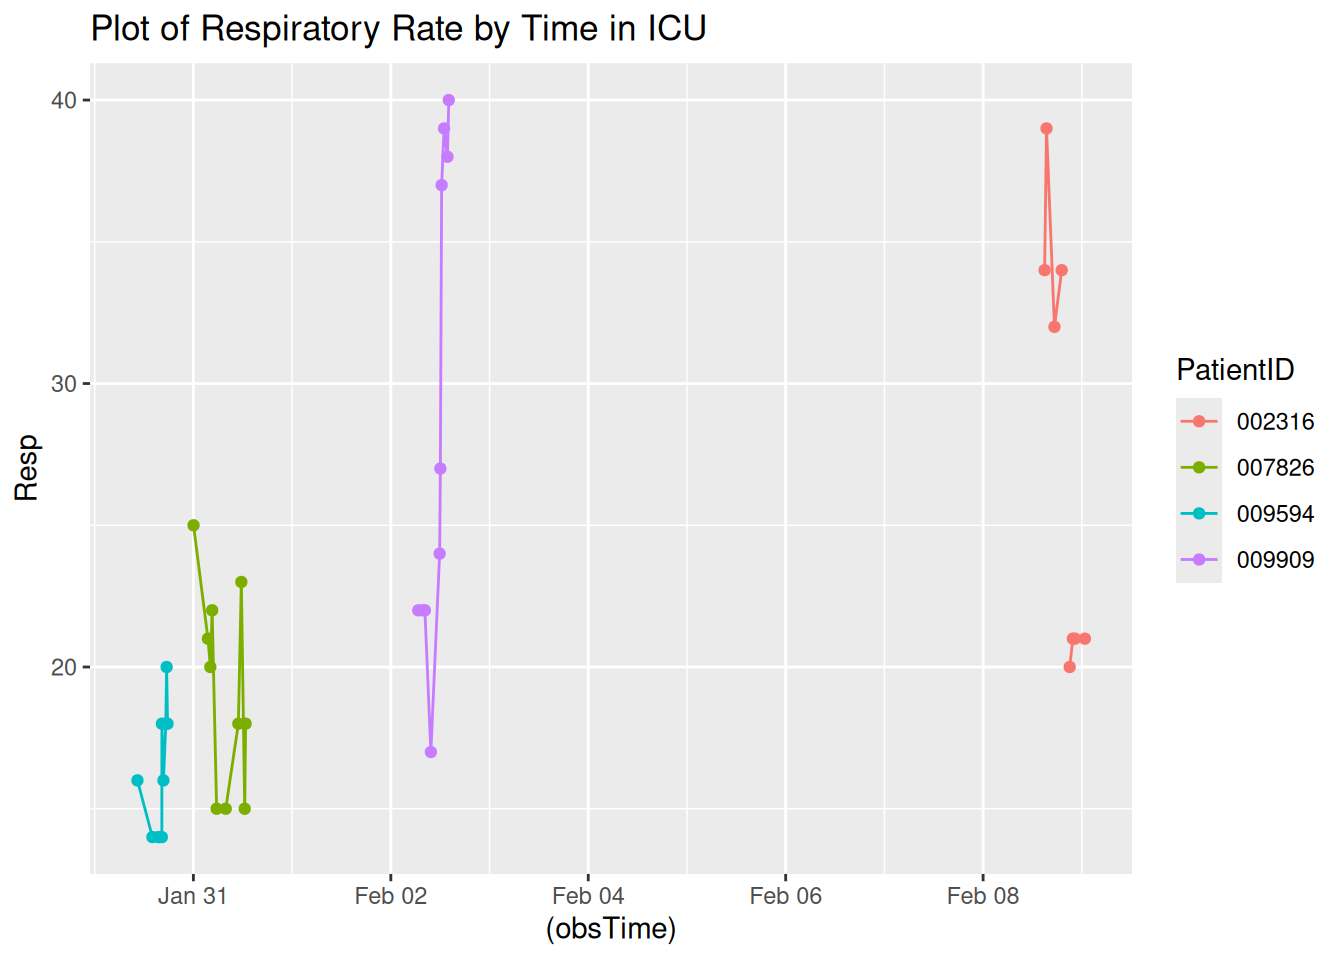 Plot of Respiratory Rate by Time in ICU
40
30
20
Resp
Jan 31
Feb 02
Feb 04
Feb 06
Feb 08
(obsTime)
PatientID
002316
007826
009594
009909